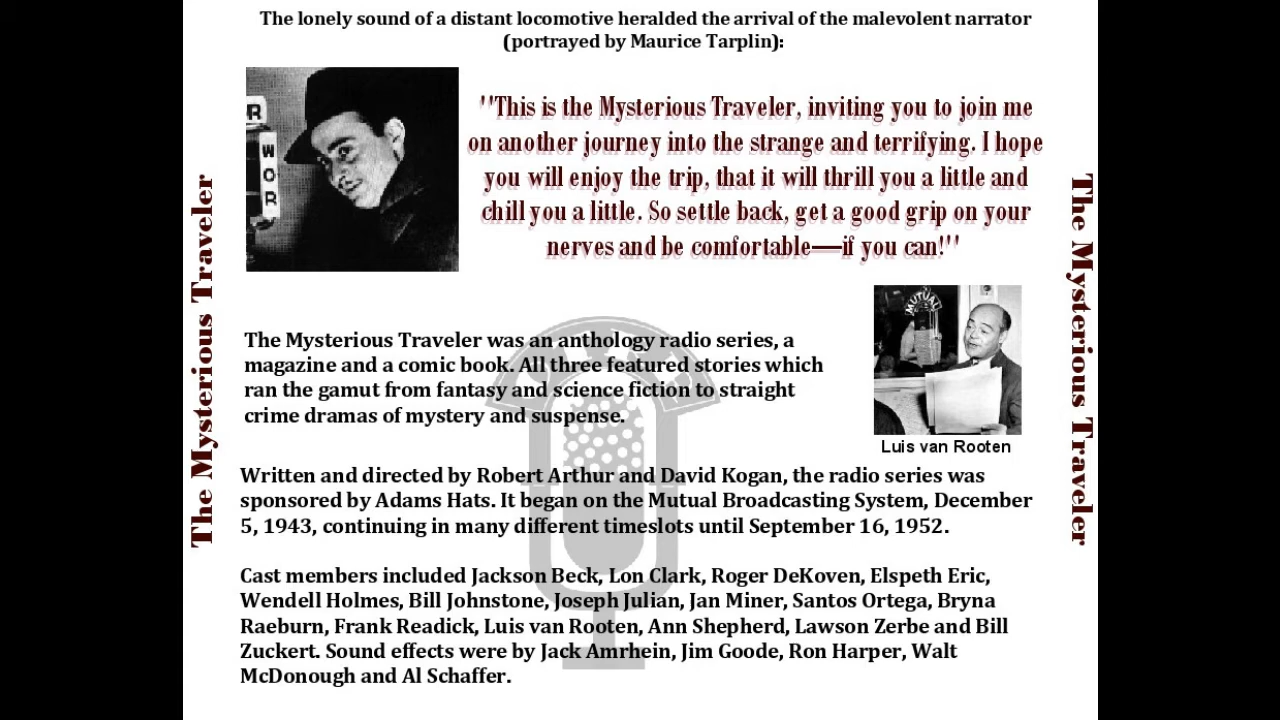 The lonely sound of a distant locomotive heralded the arrival of the malevolent narrator
(portrayed by Maurice Tarplin):
R
W
O
R
"This is the Mysterious Traveler, inviting you to join me
on another journey into the strange and terrifying. I hope
you will enjoy the trip, that it will thrill you a little and
chill you a little. So settle back, get a good grip on your
nerves and be comfortable—if you can!"
The Mysterious Traveler
The Mysterious Traveler
MUTUAL
Luis van Rooten
The Mysterious Traveler was an anthology radio series, a
magazine and a comic book. All three featured stories which
ran the gamut from fantasy and science fiction to straight
crime dramas of mystery and suspense.
Written and directed by Robert Arthur and David Kogan, the radio series was
sponsored by Adams Hats. It began on the Mutual Broadcasting System, December
5, 1943, continuing in many different timeslots until September 16, 1952.
Cast members included Jackson Beck, Lon Clark, Roger DeKoven, Elspeth Eric,
Wendell Holmes, Bill Johnstone, Joseph Julian, Jan Miner, Santos Ortega, Bryna
Raeburn, Frank Readick, Luis van Rooten, Ann Shepherd, Lawson Zerbe and Bill
Zuckert. Sound effects were by Jack Amrhein, Jim Goode, Ron Harper, Walt
McDonough and Al Schaffer.